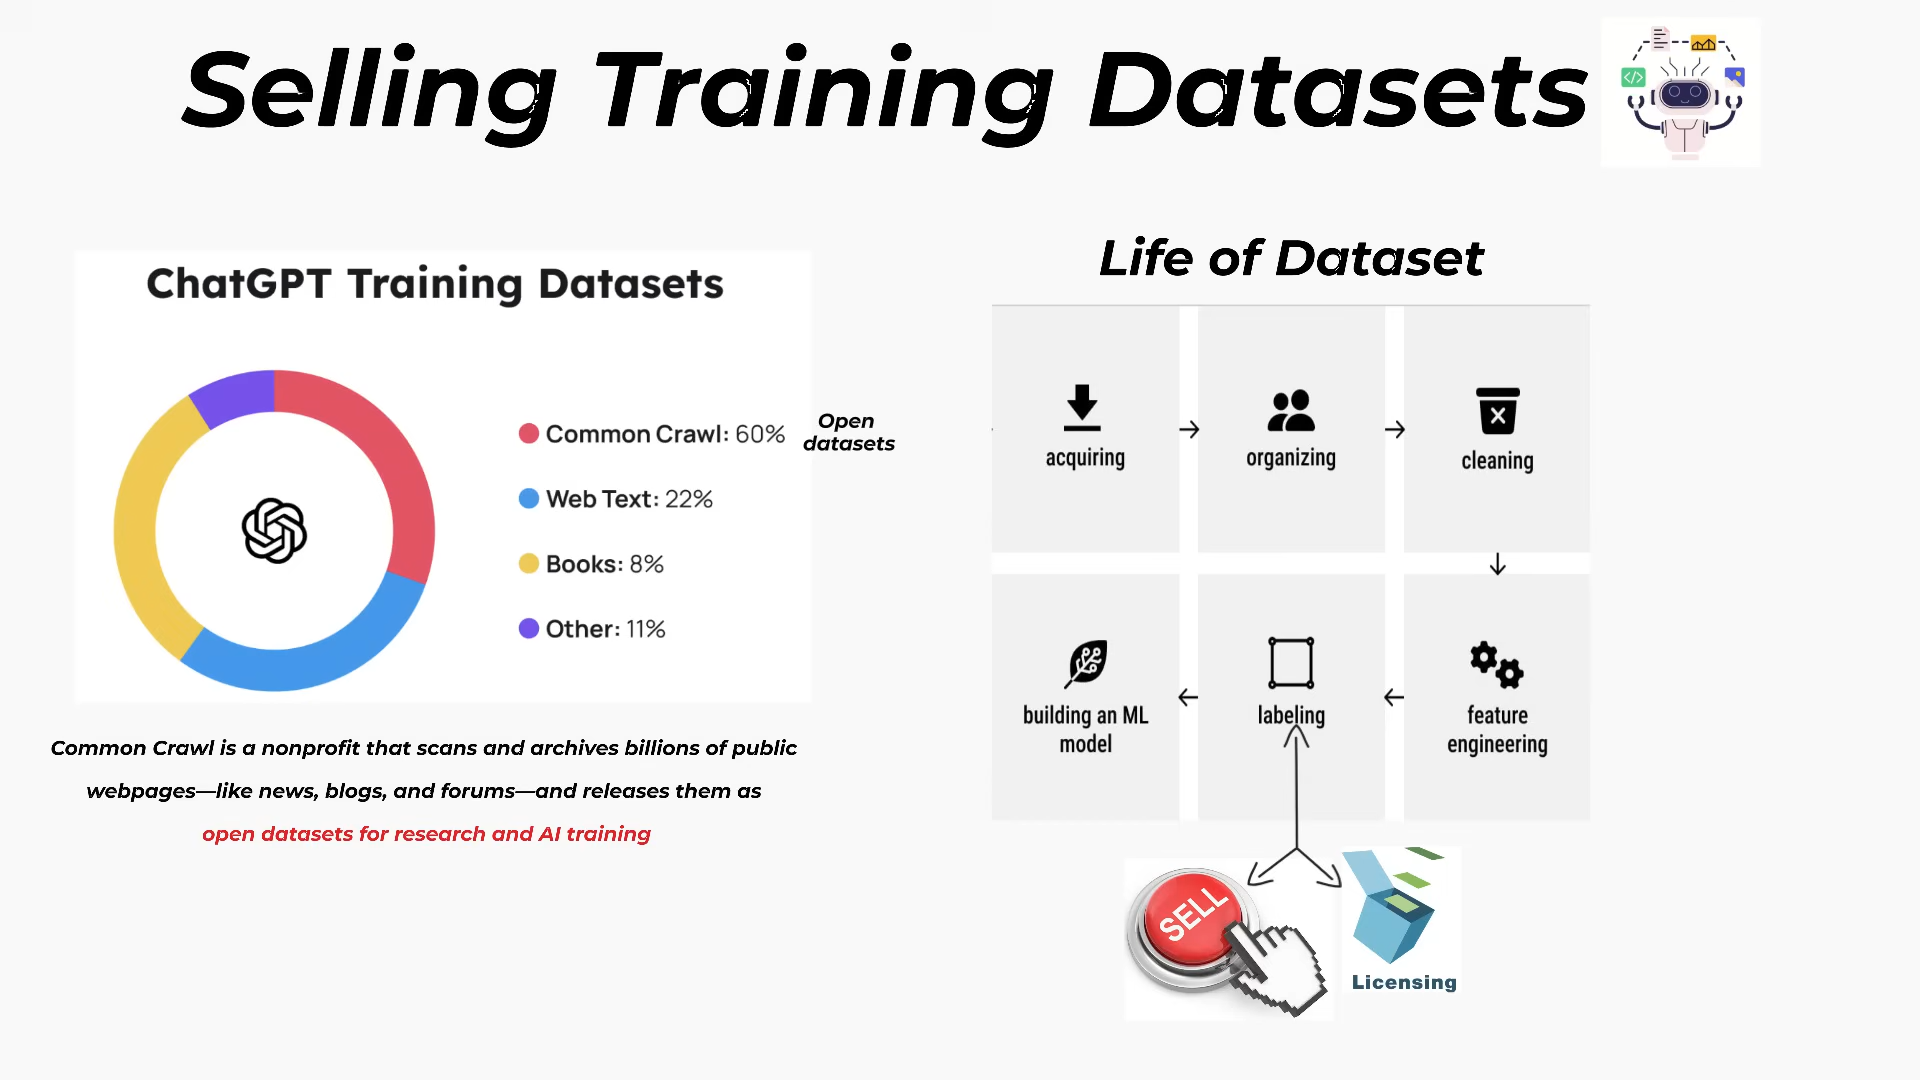 Selling Training Datasets
ChatGPT Training Datasets
Common Crawl: 60%
Open
datasets
Web Text: 22%
Books: 8%
Other: 11%
Common Crawl is a nonprofit that scans and archives billions of public
webpages—like news, blogs, and forums—and releases them as
open datasets for research and AI training
Life of Dataset
acquiring
organizing
cleaning
building an ML
model
labeling
feature
engineering
SELL
Licensing